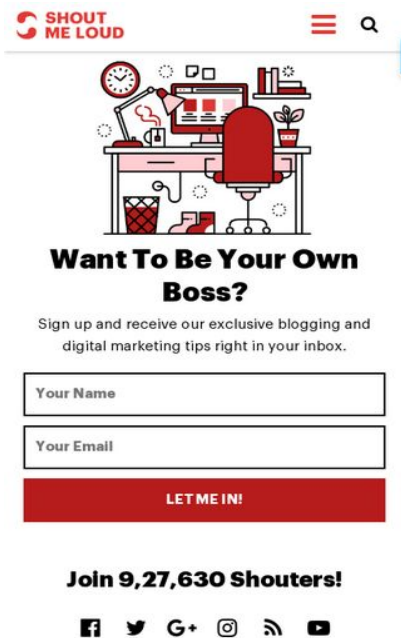 SHOUT
ME LOUD
Want To Be Your Own
Boss?
Sign up and receive our exclusive blogging and
digital marketing tips right in your inbox.
Your Name
Your Email
LET ME IN!
Join 9,27,630 Shouters!
G+